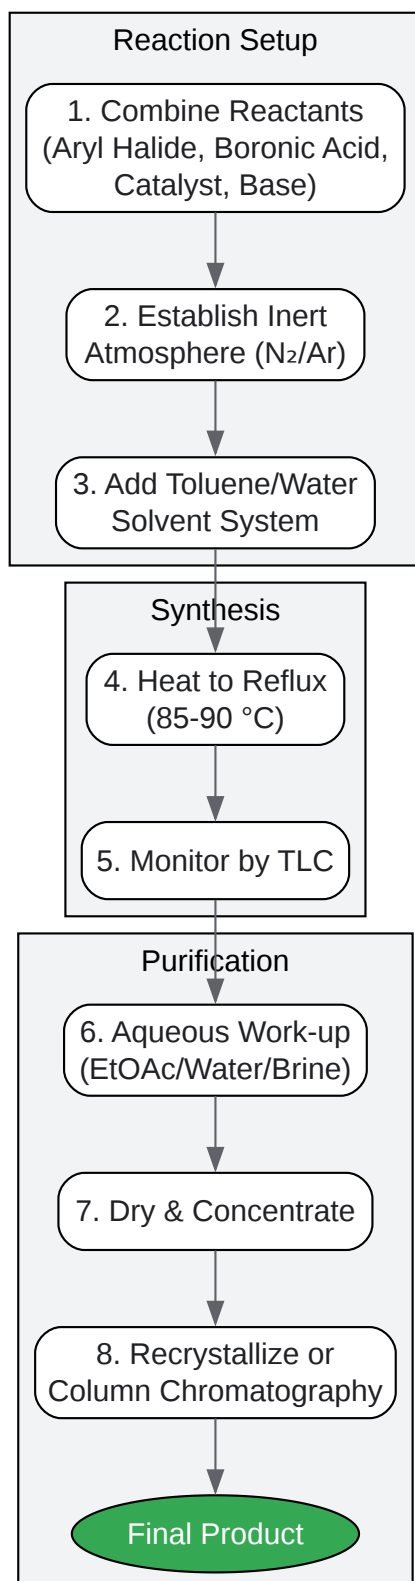 Reaction Setup
1. Combine Reactants
(Aryl Halide, Boronic Acid,
Catalyst, Base)
2. Establish Inert
Atmosphere (N₂/Ar)
3. Add Toluene/Water
Solvent System
Synthesis
4. Heat to Reflux
(85-90 °C)
5. Monitor by TLC
Purification
6. Aqueous Work-up
(EtOAc/Water/Brine)
7. Dry & Concentrate
8. Recrystallize or
Column Chromatography
Final Product